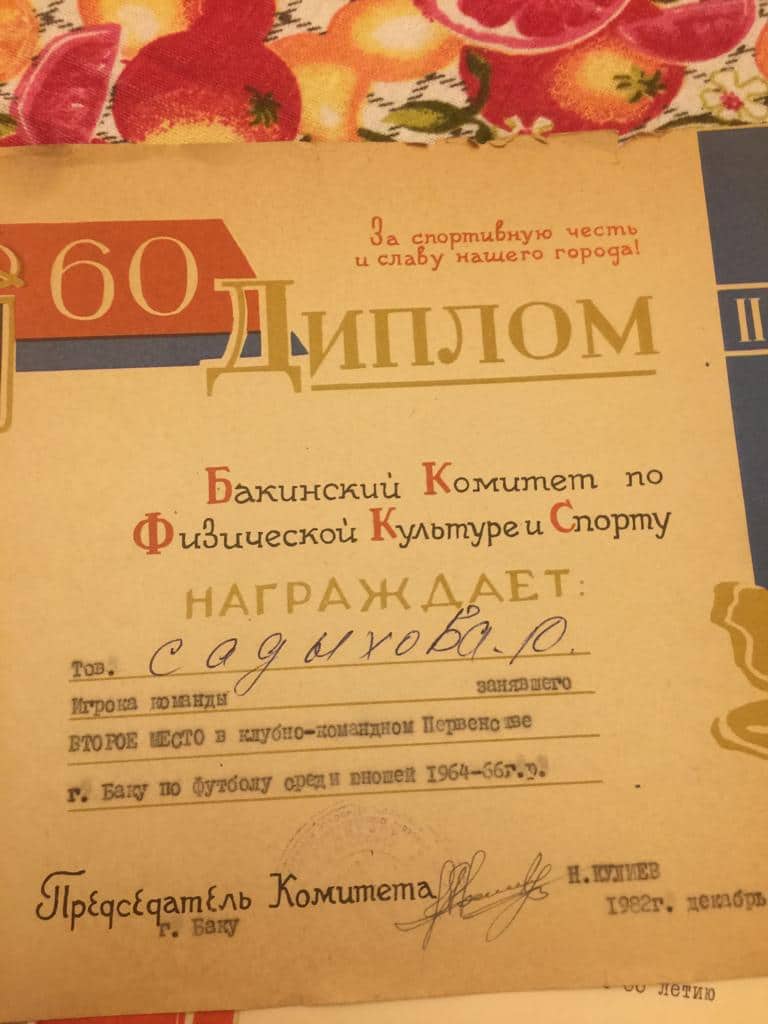 За спортивную честь
и славу нашего города!
60
Диплом
II
Бакинский Комитет по
Физической Культуре и Спорту
НАГРАЖДАЕТ:
Тов. Садыхова. Ю.
Игрока команды занявшего
ВТОРОЕ МЕСТО в клубно-командном Первенстве
г. Баку по футболу среди юношей 1964-66г.р.
Председатель Комитета Н.КУЛИЕВ
г. Баку 1982г. декабрь
летию